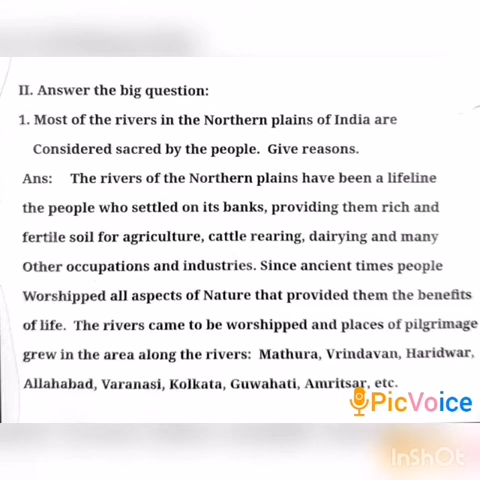 II. Answer the big question:
1. Most of the rivers in the Northern plains of India are
Considered sacred by the people. Give reasons.
Ans: The rivers of the Northern plains have been a lifeline
the people who settled on its banks, providing them rich and
fertile soil for agriculture, cattle rearing, dairying and many
Other occupations and industries. Since ancient times people
Worshipped all aspects of Nature that provided them the benefits
of life. The rivers came to be worshipped and places of pilgrimage
grew in the area along the rivers: Mathura, Vrindavan, Haridwar,
Allahabad, Varanasi, Kolkata, Guwahati, Amritsar, etc.
PicVoice
InShOt